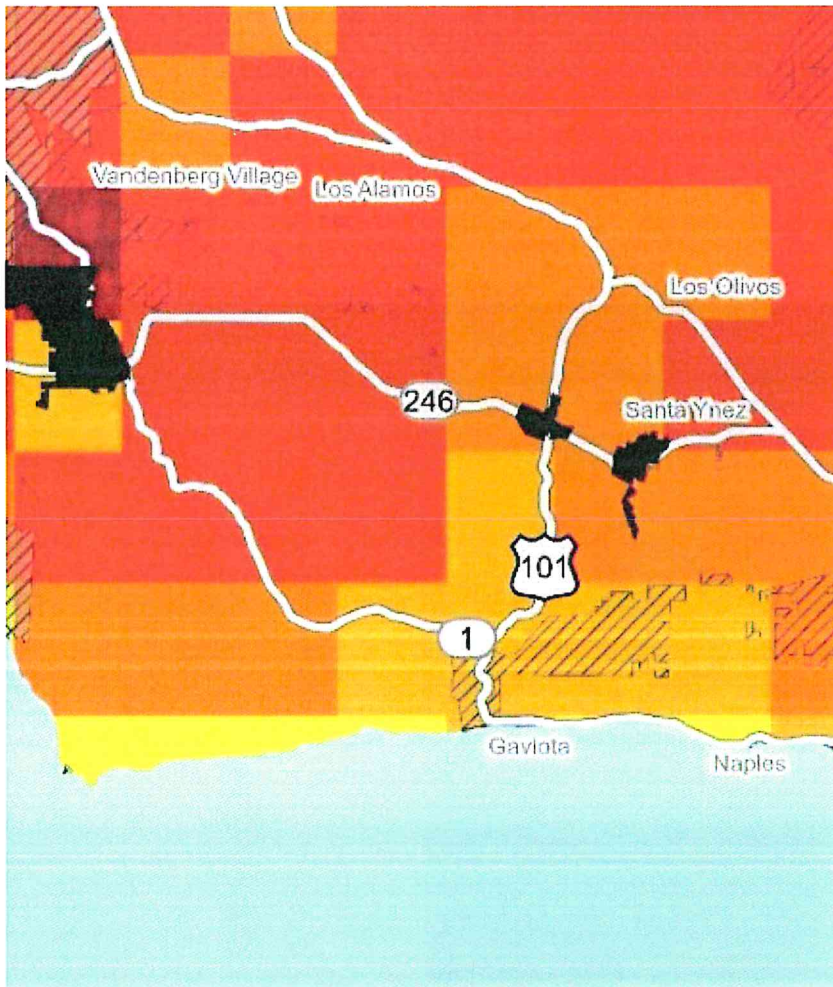 Vandenberg Village
Los Alamos
Los Olivos
246
Santa Ynez
101
1
Gaviota
Naples